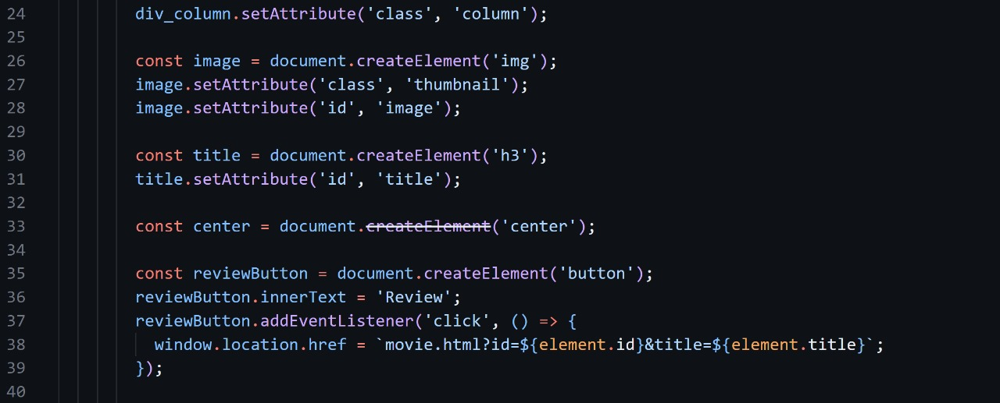 24 div_column.setAttribute('class', 'column');
25
26 const image = document.createElement('img');
27 image.setAttribute('class', 'thumbnail');
28 image.setAttribute('id', 'image');
29
30 const title = document.createElement('h3');
31 title.setAttribute('id', 'title');
32
33 const center = document.createElement('center');
34
35 const reviewButton = document.createElement('button');
36 reviewButton.innerText = 'Review';
37 reviewButton.addEventListener('click', () => {
38 window.location.href = `movie.html?id=${element.id}&title=${element.title}`;
39 });
40